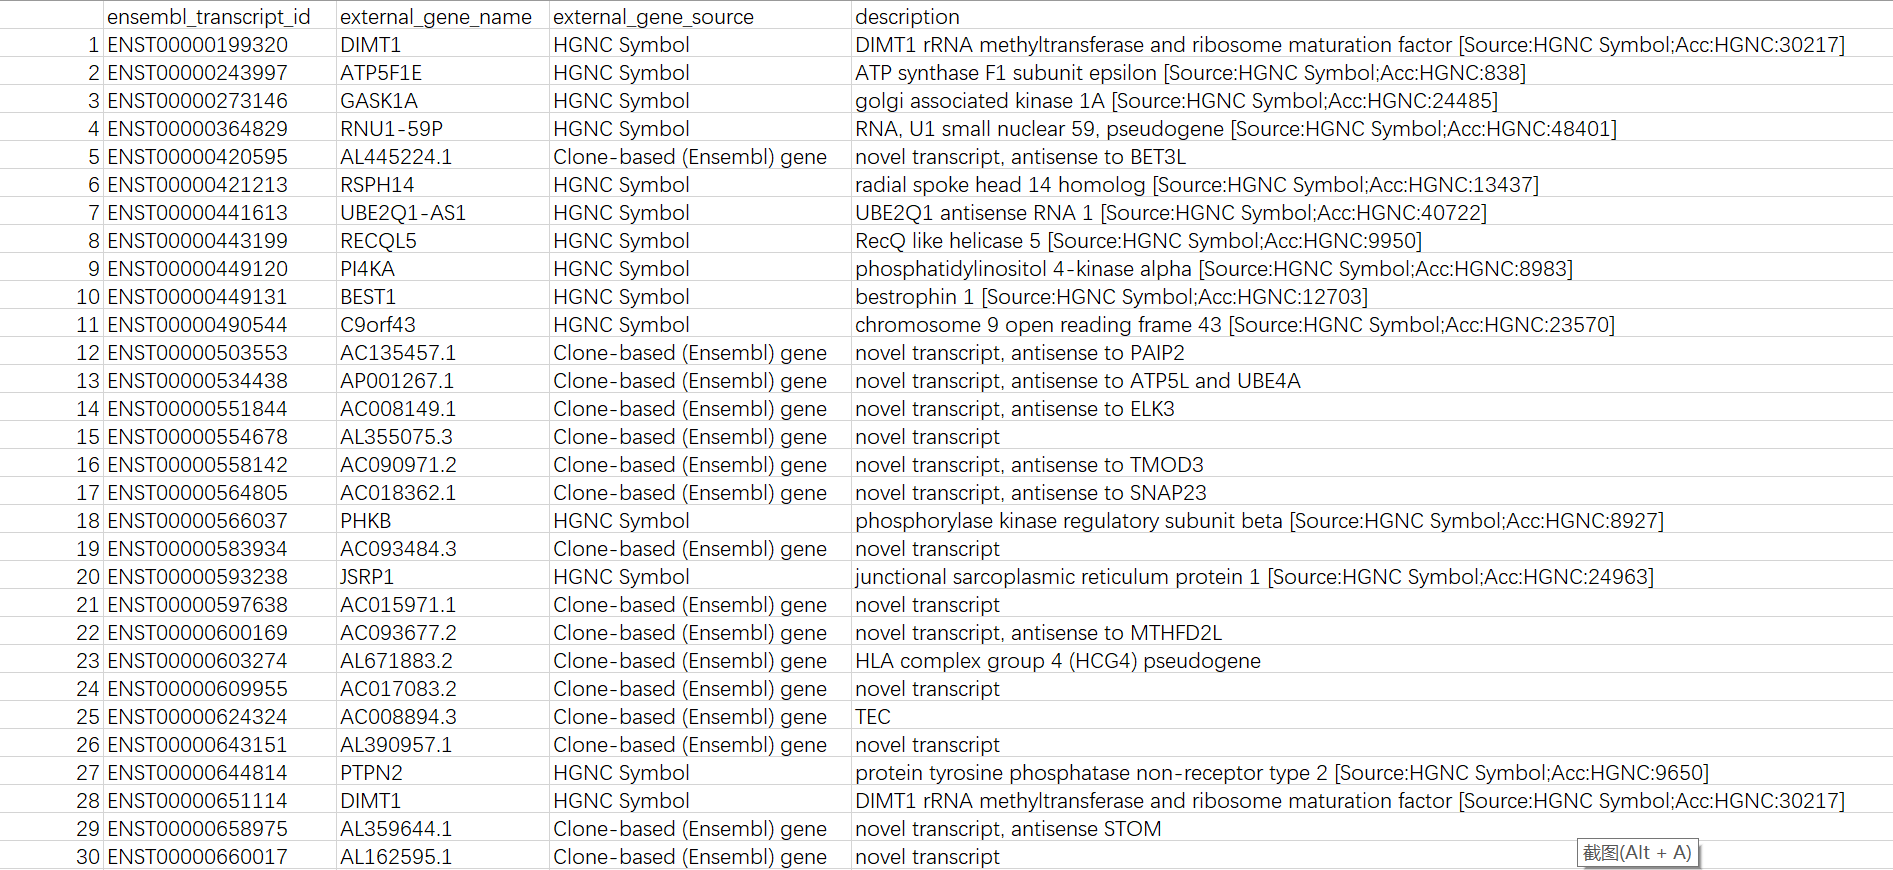 ensembl_transcript_id external_gene_name external_gene_source description
1 ENST00000199320 DIMT1 HGNC Symbol DIMT1 rRNA methyltransferase and ribosome maturation factor [Source:HGNC Symbol;Acc:HGNC:30217]
2 ENST00000243997 ATP5F1E HGNC Symbol ATP synthase F1 subunit epsilon [Source:HGNC Symbol;Acc:HGNC:838]
3 ENST00000273146 GASK1A HGNC Symbol golgi associated kinase 1A [Source:HGNC Symbol;Acc:HGNC:24485]
4 ENST00000364829 RNU1-59P HGNC Symbol RNA, U1 small nuclear 59, pseudogene [Source:HGNC Symbol;Acc:HGNC:48401]
5 ENST00000420595 AL445224.1 Clone-based (Ensembl) gene novel transcript, antisense to BET3L
6 ENST00000421213 RSPH14 HGNC Symbol radial spoke head 14 homolog [Source:HGNC Symbol;Acc:HGNC:13437]
7 ENST00000441613 UBE2Q1-AS1 HGNC Symbol UBE2Q1 antisense RNA 1 [Source:HGNC Symbol;Acc:HGNC:40722]
8 ENST00000443199 RECQL5 HGNC Symbol RecQ like helicase 5 [Source:HGNC Symbol;Acc:HGNC:9950]
9 ENST00000449120 PI4KA HGNC Symbol phosphatidylinositol 4-kinase alpha [Source:HGNC Symbol;Acc:HGNC:8983]
10 ENST00000449131 BEST1 HGNC Symbol bestrophin 1 [Source:HGNC Symbol;Acc:HGNC:12703]
11 ENST00000490544 C9orf43 HGNC Symbol chromosome 9 open reading frame 43 [Source:HGNC Symbol;Acc:HGNC:23570]
12 ENST00000503553 AC135457.1 Clone-based (Ensembl) gene novel transcript, antisense to PAIP2
13 ENST00000534438 AP001267.1 Clone-based (Ensembl) gene novel transcript, antisense to ATP5L and UBE4A
14 ENST00000551844 AC008149.1 Clone-based (Ensembl) gene novel transcript, antisense to ELK3
15 ENST00000554678 AL355075.3 Clone-based (Ensembl) gene novel transcript
16 ENST00000558142 AC090971.2 Clone-based (Ensembl) gene novel transcript, antisense to TMOD3
17 ENST00000564805 AC018362.1 Clone-based (Ensembl) gene novel transcript, antisense to SNAP23
18 ENST00000566037 PHKB HGNC Symbol phosphorylase kinase regulatory subunit beta [Source:HGNC Symbol;Acc:HGNC:8927]
19 ENST00000583934 AC093484.3 Clone-based (Ensembl) gene novel transcript
20 ENST00000593238 JSRP1 HGNC Symbol junctional sarcoplasmic reticulum protein 1 [Source:HGNC Symbol;Acc:HGNC:24963]
21 ENST00000597638 AC015971.1 Clone-based (Ensembl) gene novel transcript
22 ENST00000600169 AC093677.2 Clone-based (Ensembl) gene novel transcript, antisense to MTHFD2L
23 ENST00000603274 AL671883.2 Clone-based (Ensembl) gene HLA complex group 4 (HCG4) pseudogene
24 ENST00000609955 AC017083.2 Clone-based (Ensembl) gene novel transcript
25 ENST00000624324 AC008894.3 Clone-based (Ensembl) gene TEC
26 ENST00000643151 AL390957.1 Clone-based (Ensembl) gene novel transcript
27 ENST00000644814 PTPN2 HGNC Symbol protein tyrosine phosphatase non-receptor type 2 [Source:HGNC Symbol;Acc:HGNC:9650]
28 ENST00000651114 DIMT1 HGNC Symbol DIMT1 rRNA methyltransferase and ribosome maturation factor [Source:HGNC Symbol;Acc:HGNC:30217]
29 ENST00000658975 AL359644.1 Clone-based (Ensembl) gene novel transcript, antisense STOM
30 ENST00000660017 AL162595.1 Clone-based (Ensembl) gene novel transcript
截图(Alt + A)